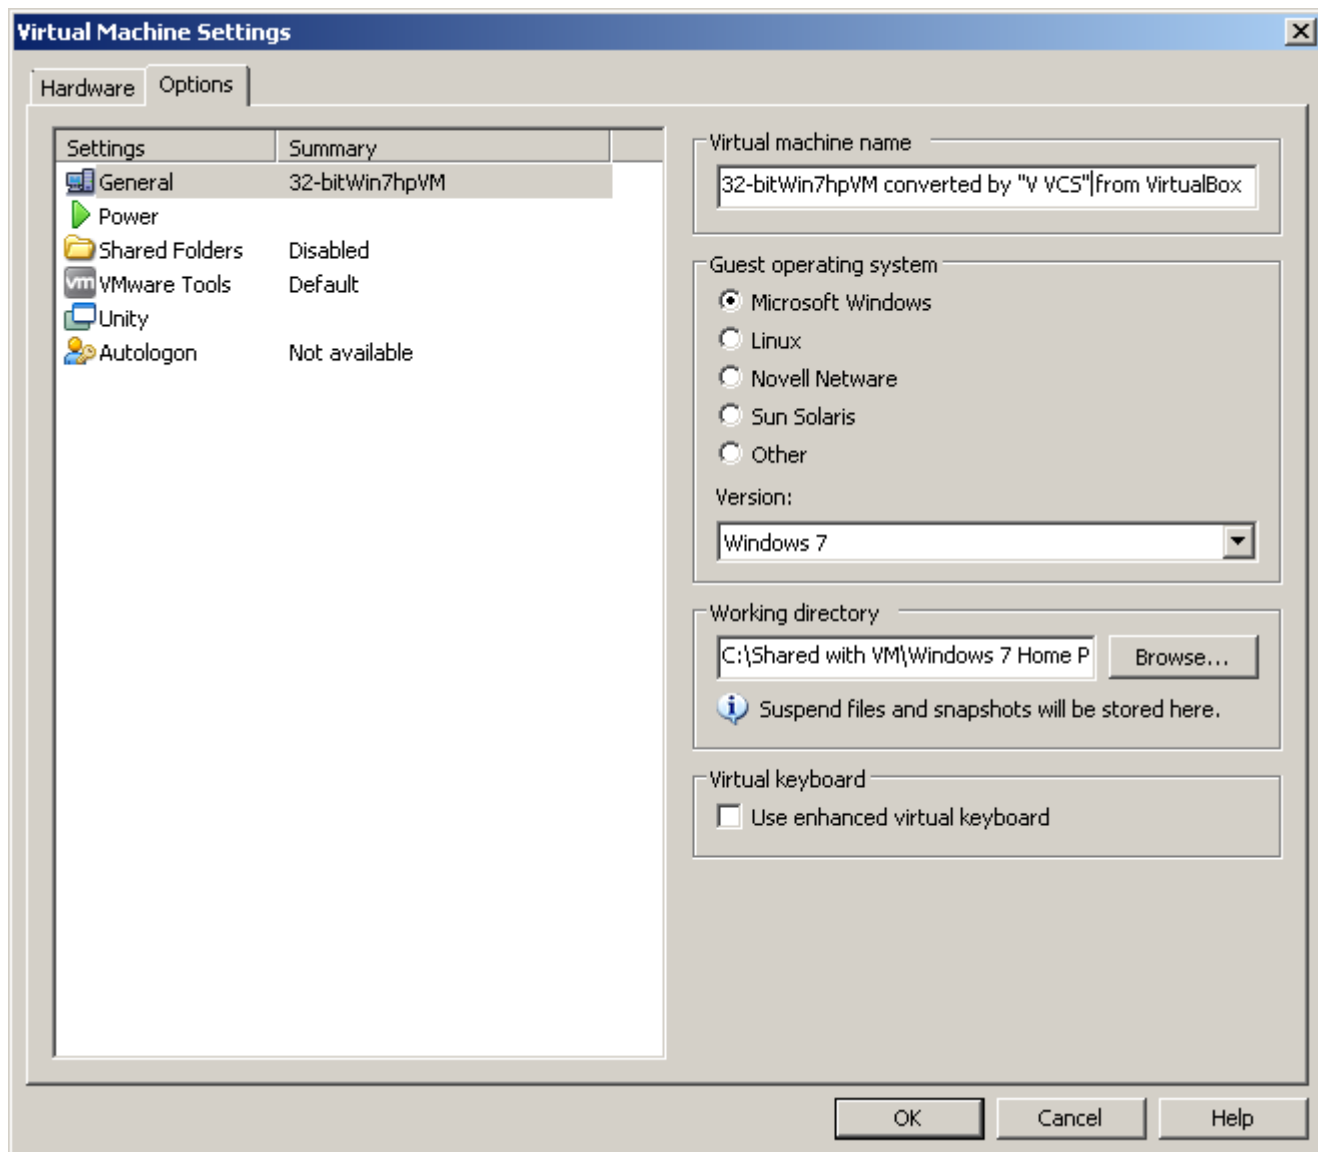 Virtual Machine Settings
Hardware
Options
Settings
Summary
General
32-bitWin7hpVM
Power
Shared Folders
Disabled
vm
VMware Tools
Default
Unity
Autologon
Not available
Virtual machine name
32-bitWin7hpVM converted by "V VCS" from VirtualBox
Guest operating system
Microsoft Windows
Linux
Novell Netware
Sun Solaris
Other
Version:
Windows 7
Working directory
C:\Shared with VM\Windows 7 Home P
Browse...
Suspend files and snapshots will be stored here.
Virtual keyboard
Use enhanced virtual keyboard
OK
Cancel
Help